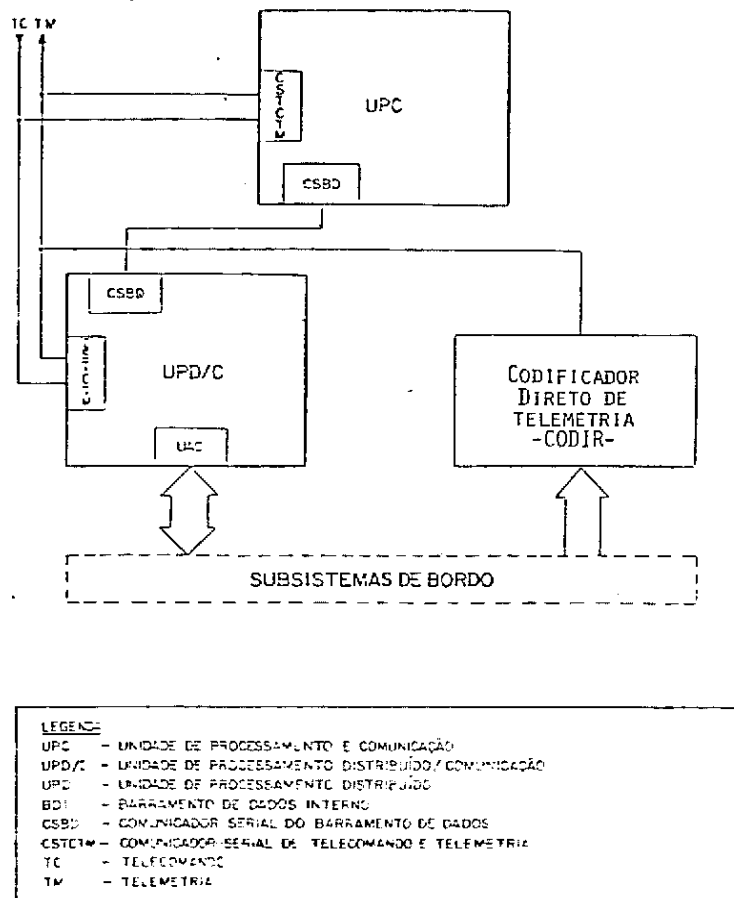 TC TM
CSTCTM
UPC
CSBD
CSBD
UPD/C
UAC
CODIFICADOR
DIRETO DE
TELEMETRIA
-CODIR-
SUBSISTEMAS DE BORDO
LEGENDA
UPC - UNIDADE DE PROCESSAMENTO E COMUNICAÇÃO
UPD/C - UNIDADE DE PROCESSAMENTO DISTRIBUÍDO/COMUNICAÇÃO
UPD - UNIDADE DE PROCESSAMENTO DISTRIBUÍDO
BDI - BARRAMENTO DE DADOS INTERNO
CSBD - COMUNICADOR SERIAL DO BARRAMENTO DE DADOS
CSTCTM - COMUNICADOR SERIAL DE TELECOMANDO E TELEMETRIA
TC - TELECOMANDO
TM - TELEMETRIA